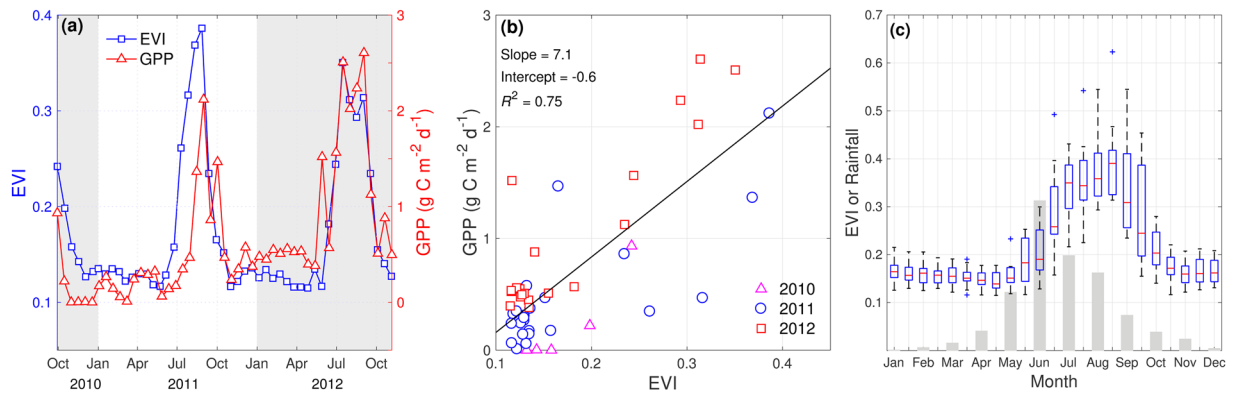 (a)
EVI
GPP
0.4
0.3
0.2
0.1
EVI
3
2
1
0
GPP (g C m⁻² d⁻¹)
Oct Jan Apr Jul Oct Jan Apr Jul Oct
2010 2011 2012
(b)
Slope = 7.1
Intercept = -0.6
R² = 0.75
3
2
1
0
GPP (g C m⁻² d⁻¹)
2010
2011
2012
0.1 0.2 0.3 0.4
EVI
(c)
0.7
0.6
0.5
0.4
0.3
0.2
0.1
EVI or Rainfall
Jan Feb Mar Apr May Jun Jul Aug Sep Oct Nov Dec
Month